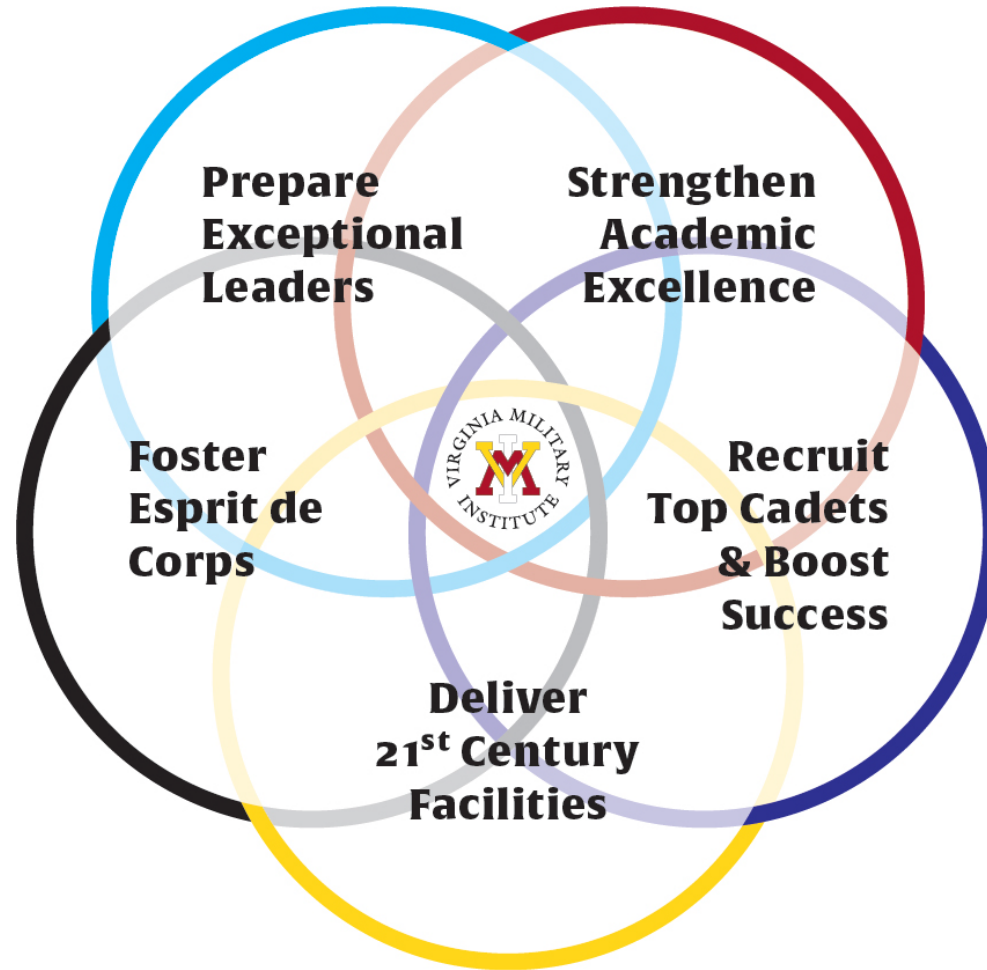 Prepare
Exceptional
Leaders
Strengthen
Academic
Excellence
Foster
Esprit de
Corps
VIRGINIA MILITARY
INSTITUTE
VMI
Recruit
Top Cadets
& Boost
Success
Deliver
21st Century
Facilities